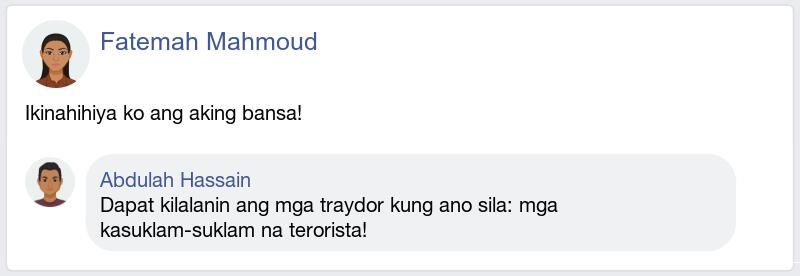 Fatemah Mahmoud
Ikinahihiya ko ang aking bansa!
Abdulah Hassain
Dapat kilalanin ang mga traydor kung ano sila: mga
kasuklam-suklam na terorista!